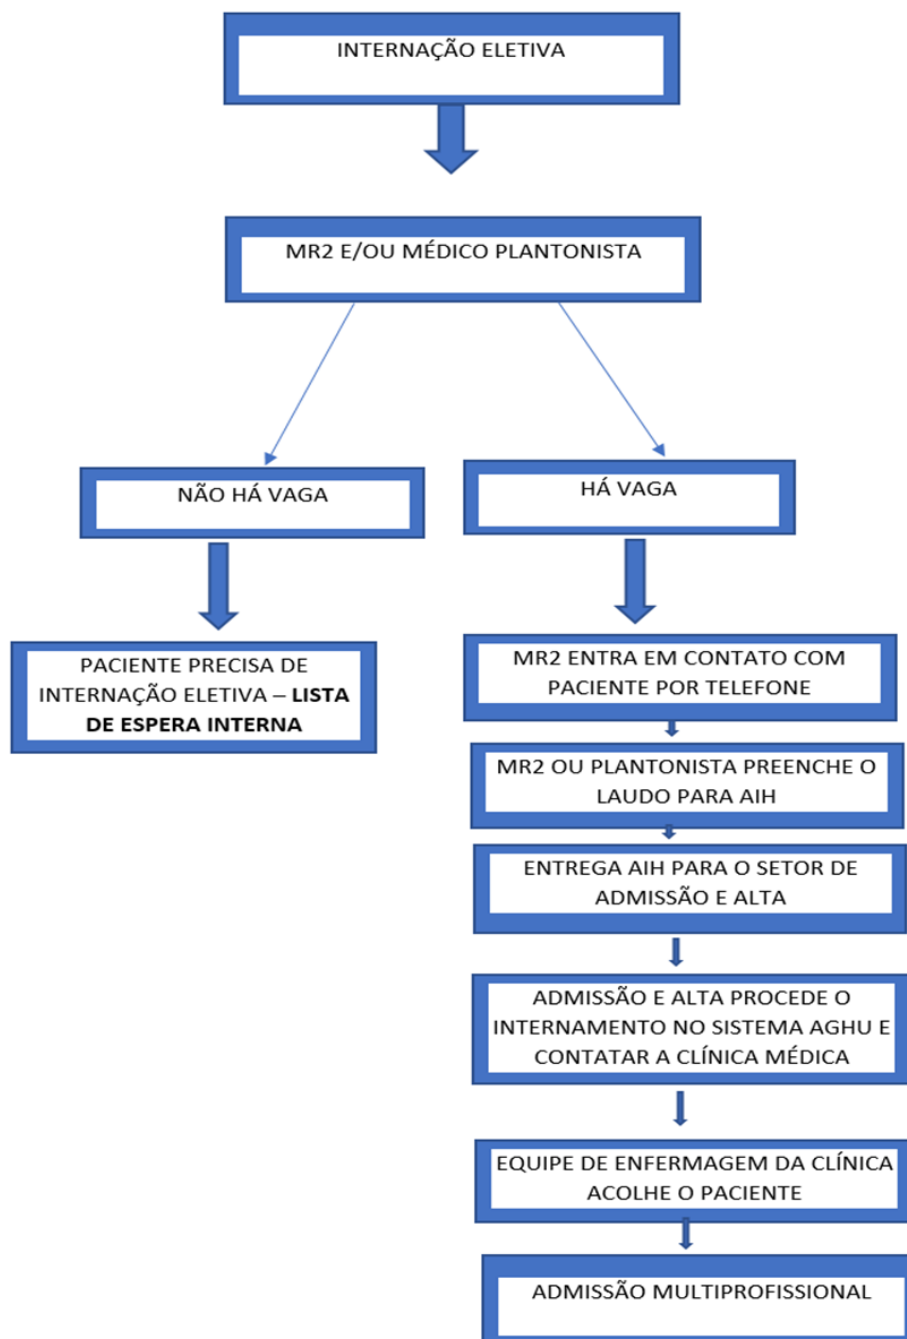 INTERNAÇÃO ELETIVA
MR2 E/OU MÉDICO PLANTONISTA
NÃO HÁ VAGA
HÁ VAGA
PACIENTE PRECISA DE
INTERNAÇÃO ELETIVA – LISTA
DE ESPERA INTERNA
MR2 ENTRA EM CONTATO COM
PACIENTE POR TELEFONE
MR2 OU PLANTONISTA PREENCHE O
LAUDO PARA AIH
ENTREGA AIH PARA O SETOR DE
ADMISSÃO E ALTA
ADMISSÃO E ALTA PROCEDE O
INTERNAMENTO NO SISTEMA AGHU E
CONTATAR A CLÍNICA MÉDICA
EQUIPE DE ENFERMAGEM DA CLÍNICA
ACOLHE O PACIENTE
ADMISSÃO MULTIPROFISSIONAL